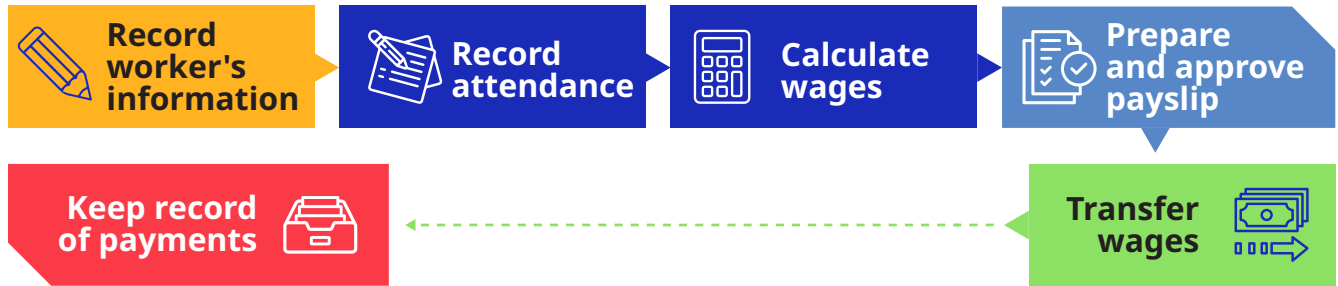 Record
worker's
information
Record
attendance
Calculate
wages
Prepare
and approve
payslip
Transfer
wages
Keep record
of payments